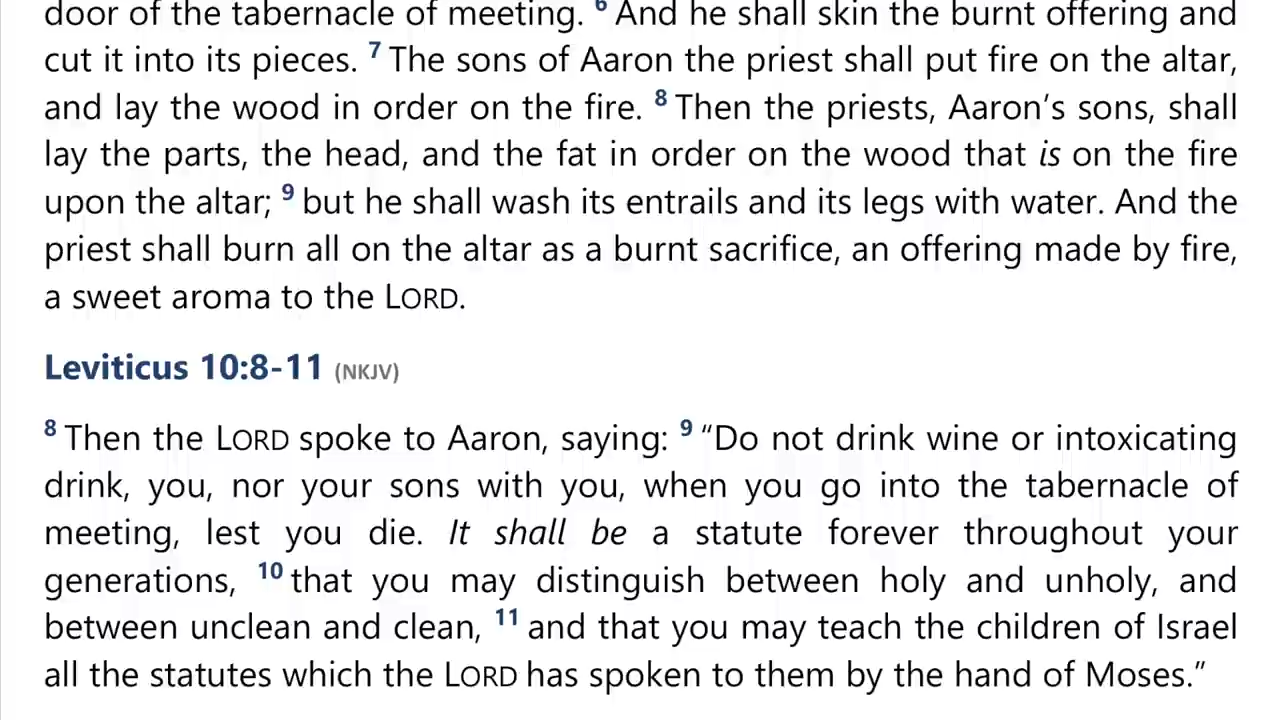 door of the tabernacle of meeting. 6 And he shall skin the burnt offering and
cut it into its pieces. 7 The sons of Aaron the priest shall put fire on the altar,
and lay the wood in order on the fire. 8 Then the priests, Aaron’s sons, shall
lay the parts, the head, and the fat in order on the wood that is on the fire
upon the altar; 9 but he shall wash its entrails and its legs with water. And the
priest shall burn all on the altar as a burnt sacrifice, an offering made by fire,
a sweet aroma to the LORD.
Leviticus 10:8-11 (NKJV)
8 Then the LORD spoke to Aaron, saying: 9 “Do not drink wine or intoxicating
drink, you, nor your sons with you, when you go into the tabernacle of
meeting, lest you die. It shall be a statute forever throughout your
generations, 10 that you may distinguish between holy and unholy, and
between unclean and clean, 11 and that you may teach the children of Israel
all the statutes which the LORD has spoken to them by the hand of Moses.”